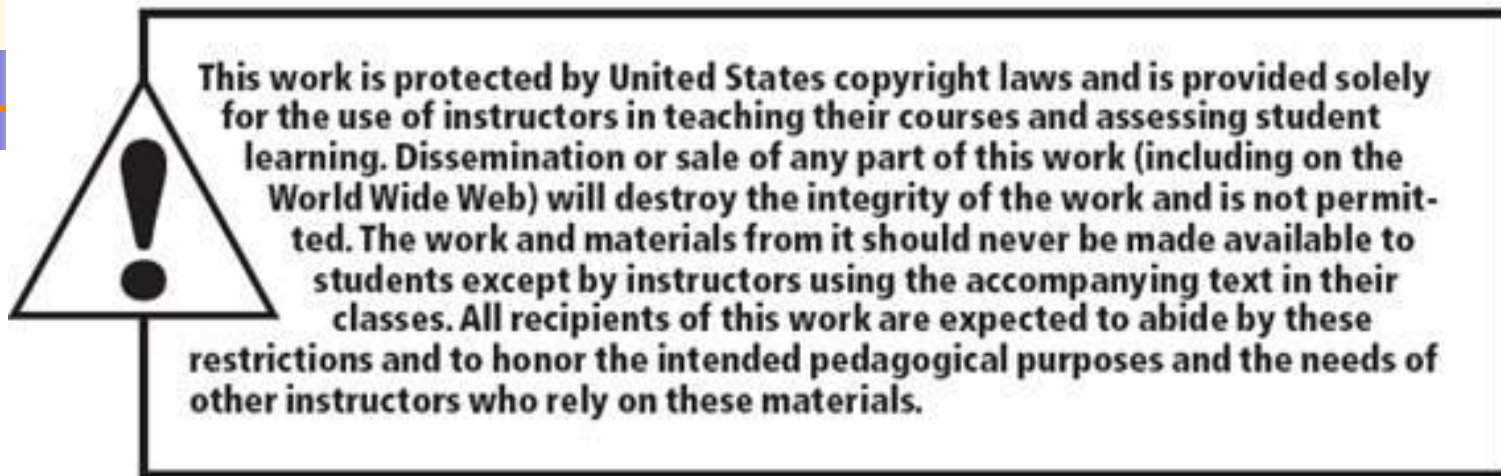 This work is protected by United States copyright laws and is provided solely
for the use of instructors in teaching their courses and assessing student
learning. Dissemination or sale of any part of this work (including on the
World Wide Web) will destroy the integrity of the work and is not permit-
ted. The work and materials from it should never be made available to
students except by instructors using the accompanying text in their
classes. All recipients of this work are expected to abide by these
restrictions and to honor the intended pedagogical purposes and the needs of
other instructors who rely on these materials.